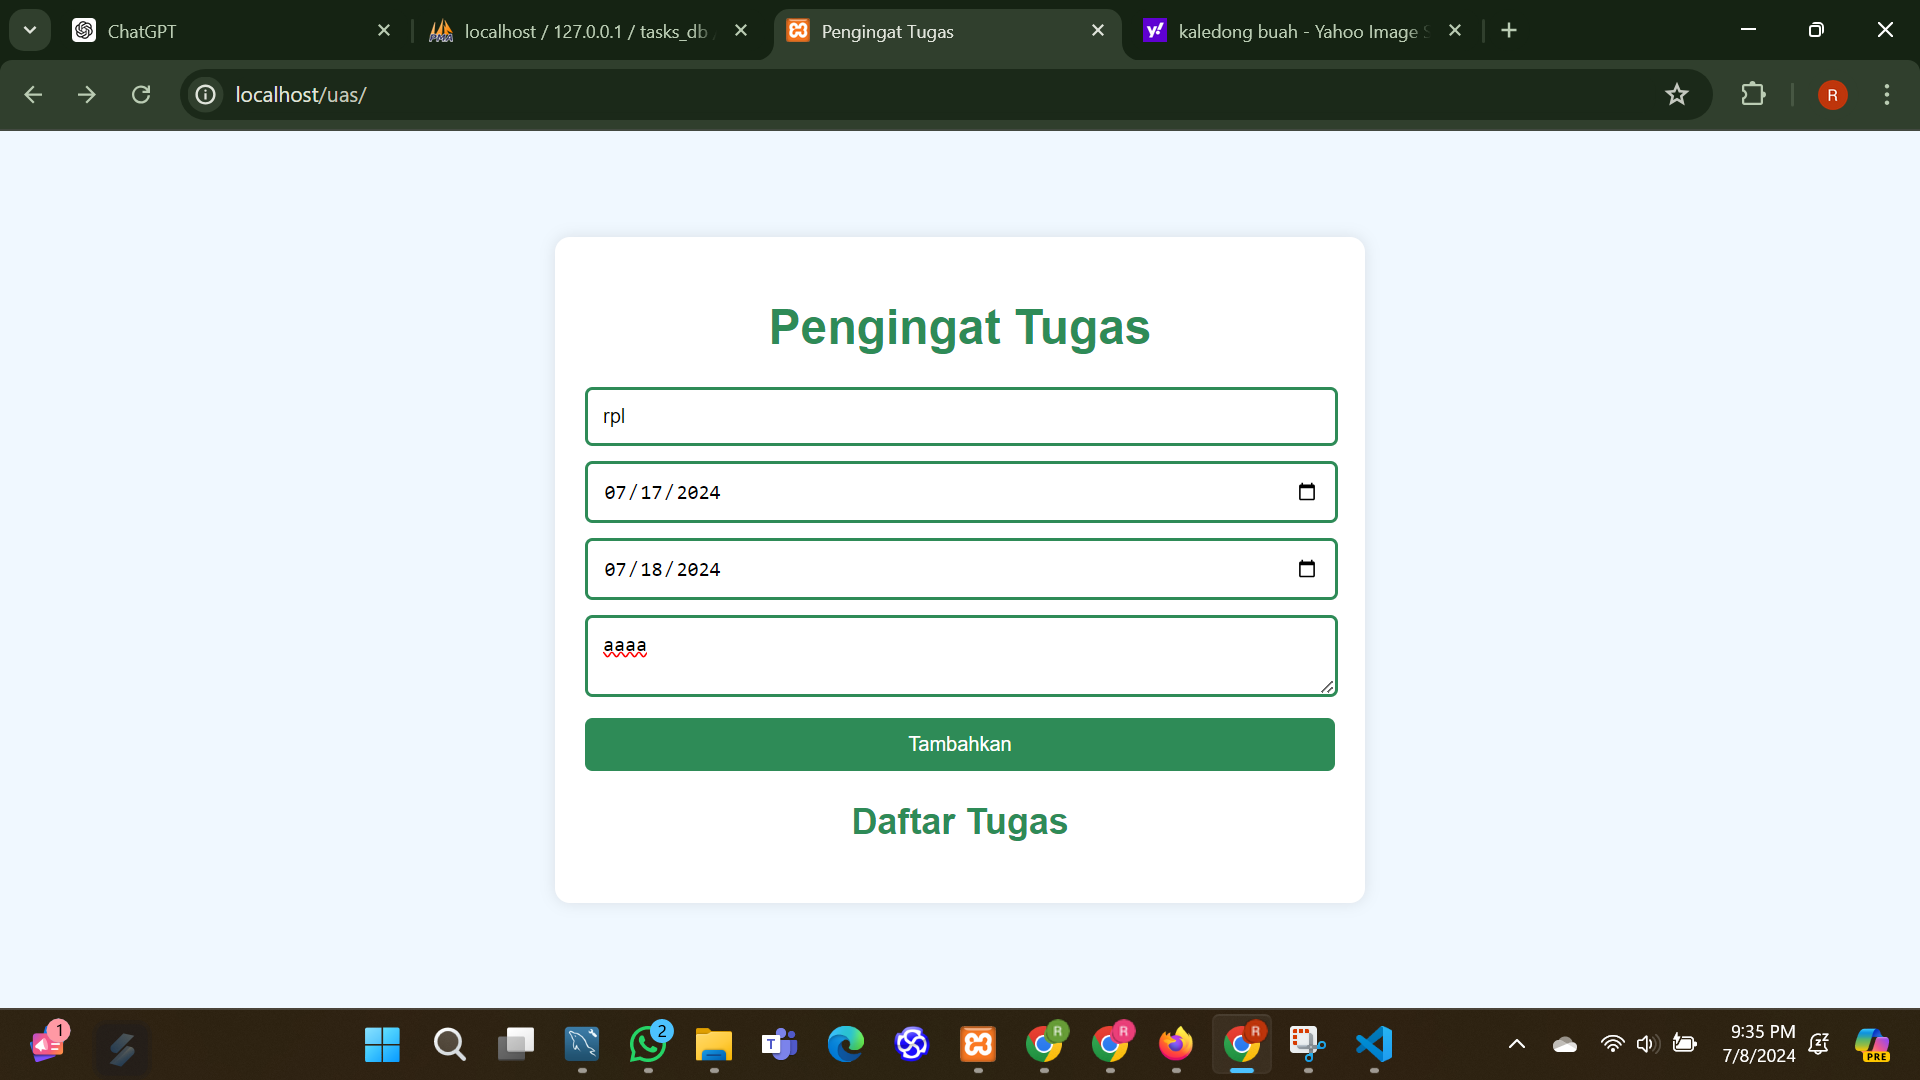 ChatGPT
localhost / 127.0.0.1 / tasks_db
Pengingat Tugas
kaledong buah - Yahoo Image S
localhost/uas/
R
Pengingat Tugas
rpl
07/17/2024
07/18/2024
aaaa
Tambahkan
Daftar Tugas
1
2
T
R
R
R
9:35 PM
7/8/2024
PRE